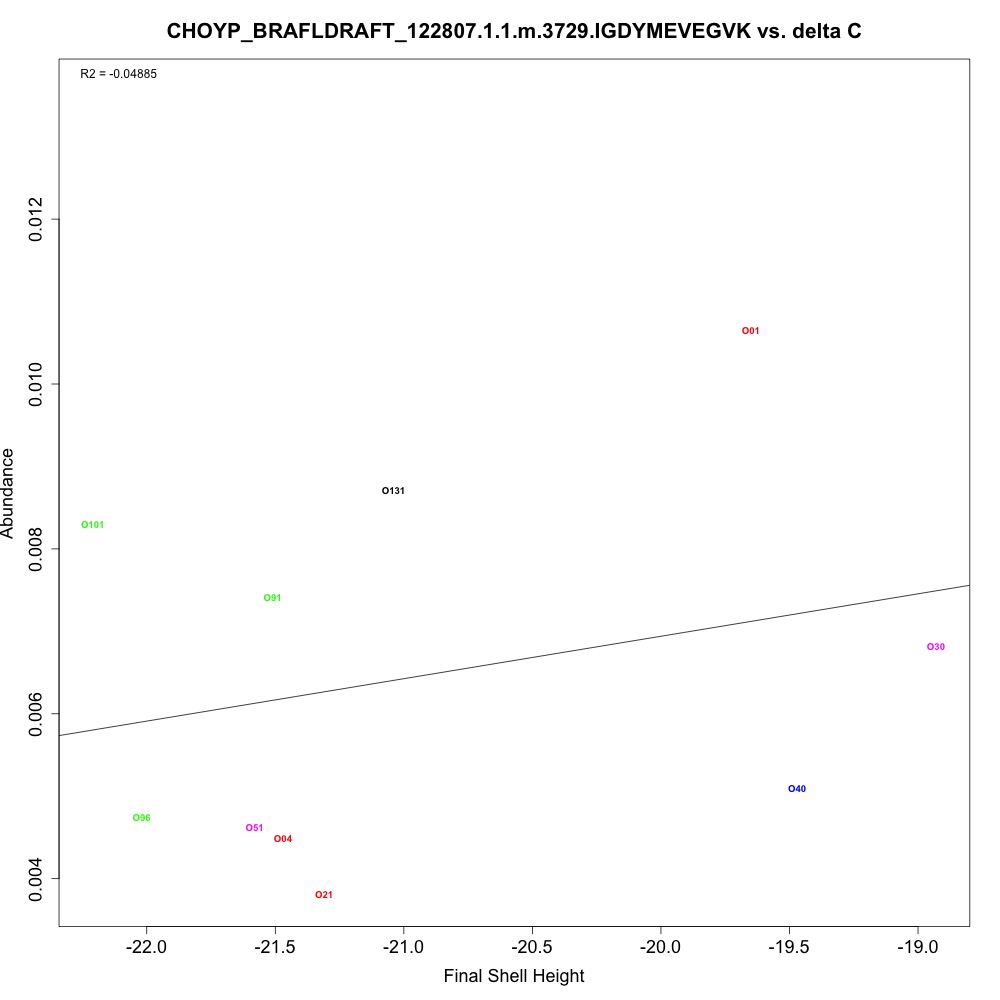 CHOYP_BRAFLDRAFT_122807.1.1.m.3729.IGDYMEVEGVK vs. delta C
R2 = -0.04885
0.012
O01
0.010
O131
Abundance
O101
0.008
O91
O30
0.006
O40
O96
O51
O04
0.004
O21
-22.0 -21.5 -21.0 -20.5 -20.0 -19.5 -19.0
Final Shell Height